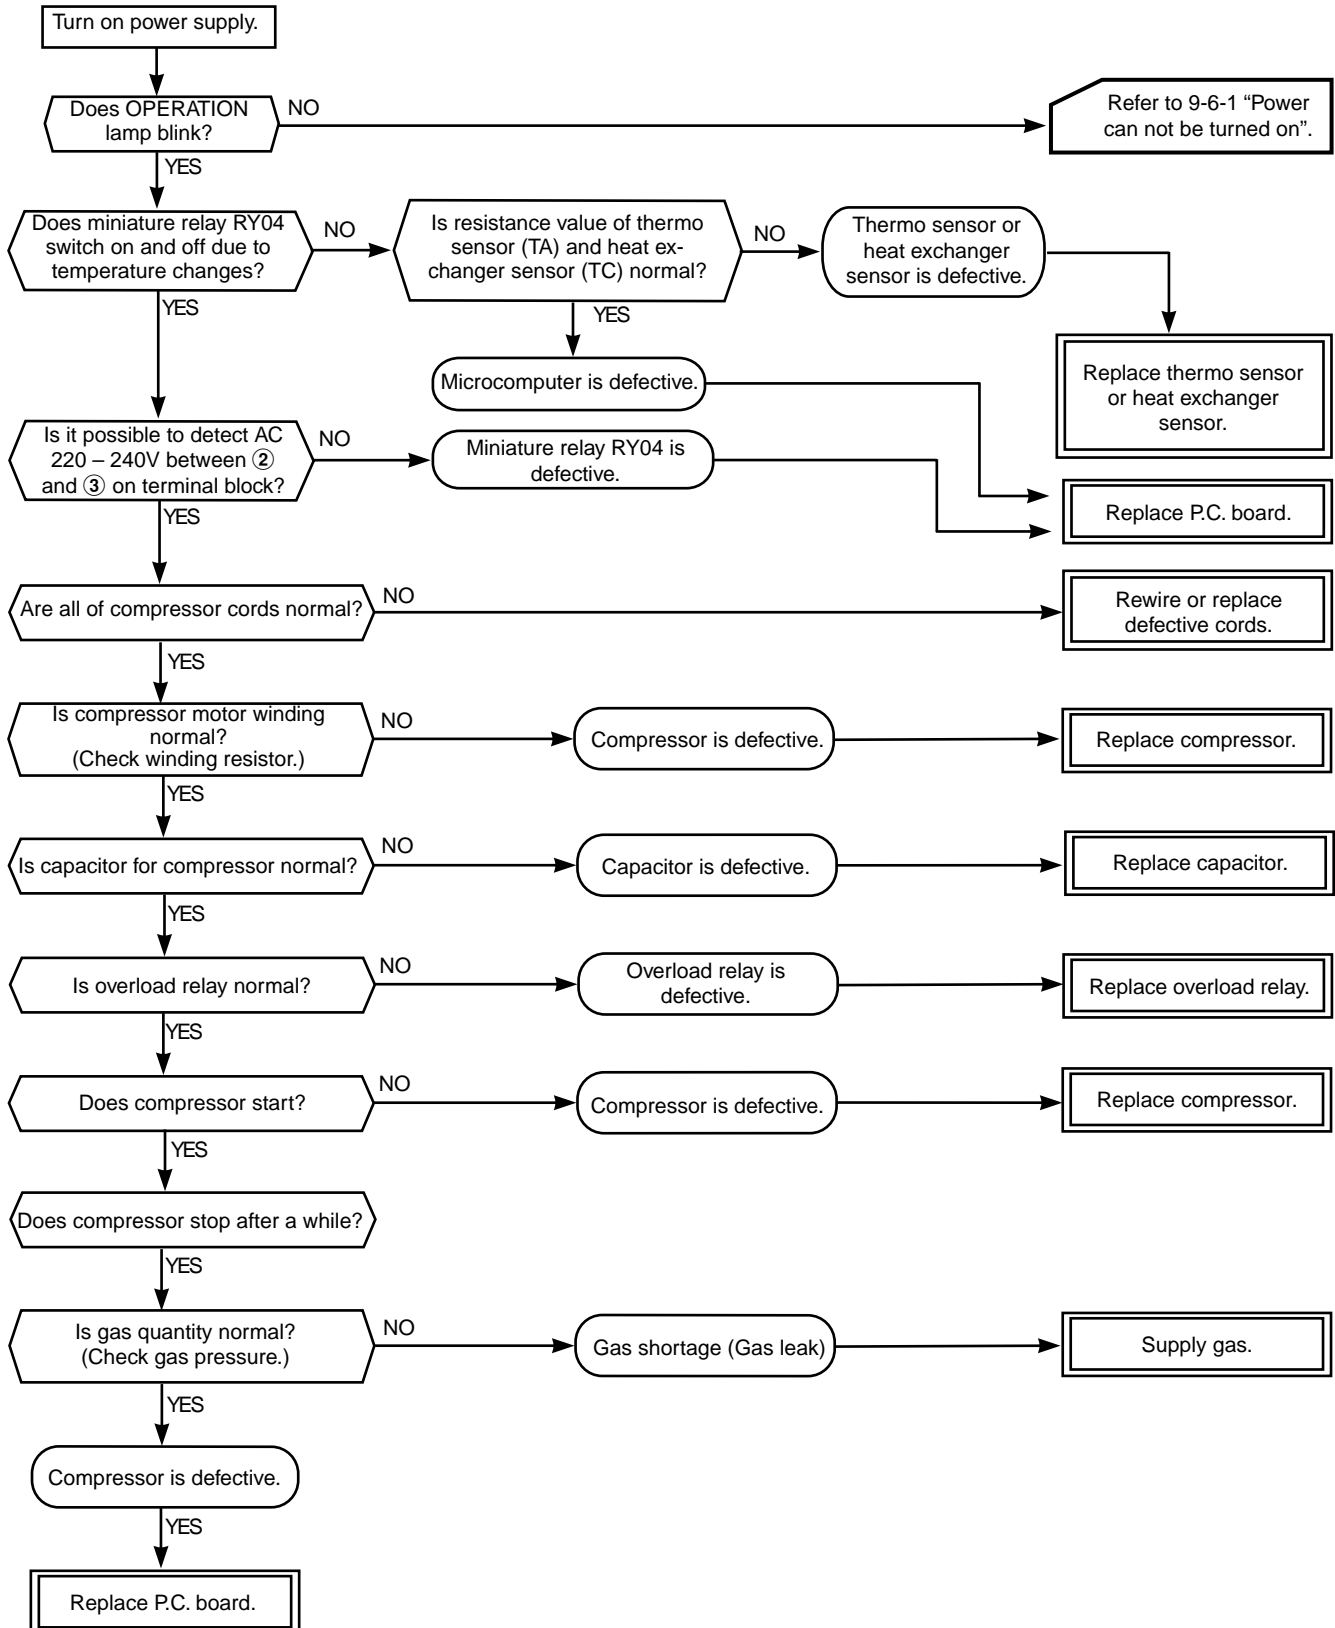 Turn on power supply.
Does OPERATION
lamp blink?
NO
Refer to 9-6-1 “Power
can not be turned on”.
YES
Does miniature relay RY04
switch on and off due to
temperature changes?
NO
Is resistance value of thermo
sensor (TA) and heat ex-
changer sensor (TC) normal?
NO
Thermo sensor or
heat exchanger
sensor is defective.
YES
YES
Replace thermo sensor
or heat exchanger
sensor.
Microcomputer is defective.
Is it possible to detect AC
220 – 240V between ②
and ③ on terminal block?
NO
Miniature relay RY04 is
defective.
Replace P.C. board.
YES
Are all of compressor cords normal?
NO
Rewire or replace
defective cords.
YES
Is compressor motor winding
normal?
(Check winding resistor.)
NO
Compressor is defective.
Replace compressor.
YES
Is capacitor for compressor normal?
NO
Capacitor is defective.
Replace capacitor.
YES
Is overload relay normal?
NO
Overload relay is
defective.
Replace overload relay.
YES
Does compressor start?
NO
Compressor is defective.
Replace compressor.
YES
Does compressor stop after a while?
YES
Is gas quantity normal?
(Check gas pressure.)
NO
Gas shortage (Gas leak)
Supply gas.
YES
Compressor is defective.
YES
Replace P.C. board.